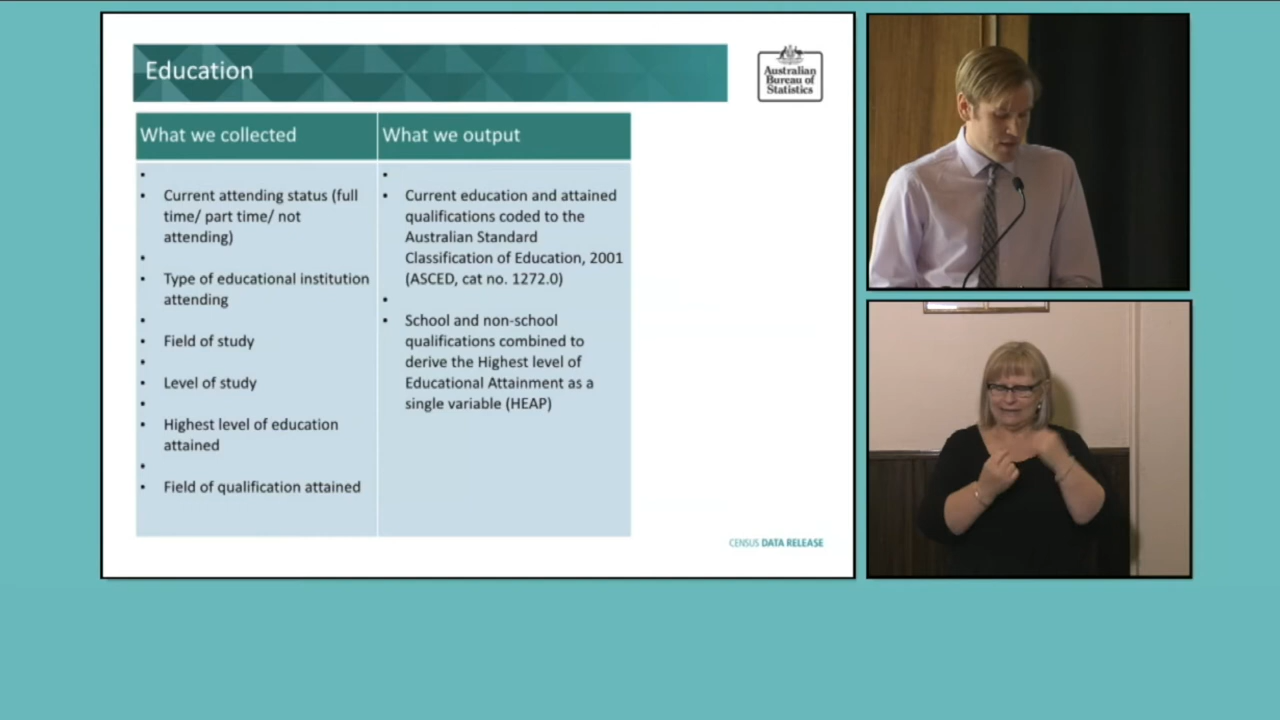 Education
Australian
Bureau of
Statistics
What we collected
What we output
•
• Current attending status (full
time/ part time/ not
attending)
•
• Type of educational institution
attending
•
• Field of study
•
• Level of study
•
• Highest level of education
attained
•
• Field of qualification attained
•
• Current education and attained
qualifications coded to the
Australian Standard
Classification of Education, 2001
(ASCED, cat no. 1272.0)
•
• School and non-school
qualifications combined to
derive the Highest level of
Educational Attainment as a
single variable (HEAP)
CENSUS DATA RELEASE